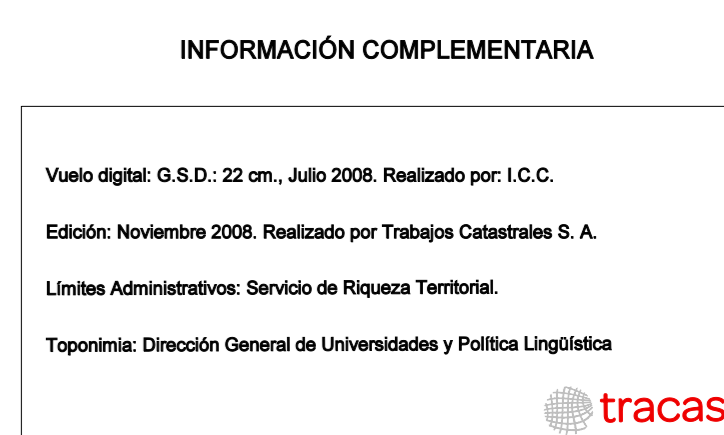 INFORMACIÓN COMPLEMENTARIA
Vuelo digital: G.S.D.: 22 cm., Julio 2008. Realizado por: I.C.C.
Edición: Noviembre 2008. Realizado por Trabajos Catastrales S. A.
Límites Administrativos: Servicio de Riqueza Territorial.
Toponimia: Dirección General de Universidades y Política Lingüística
tracas